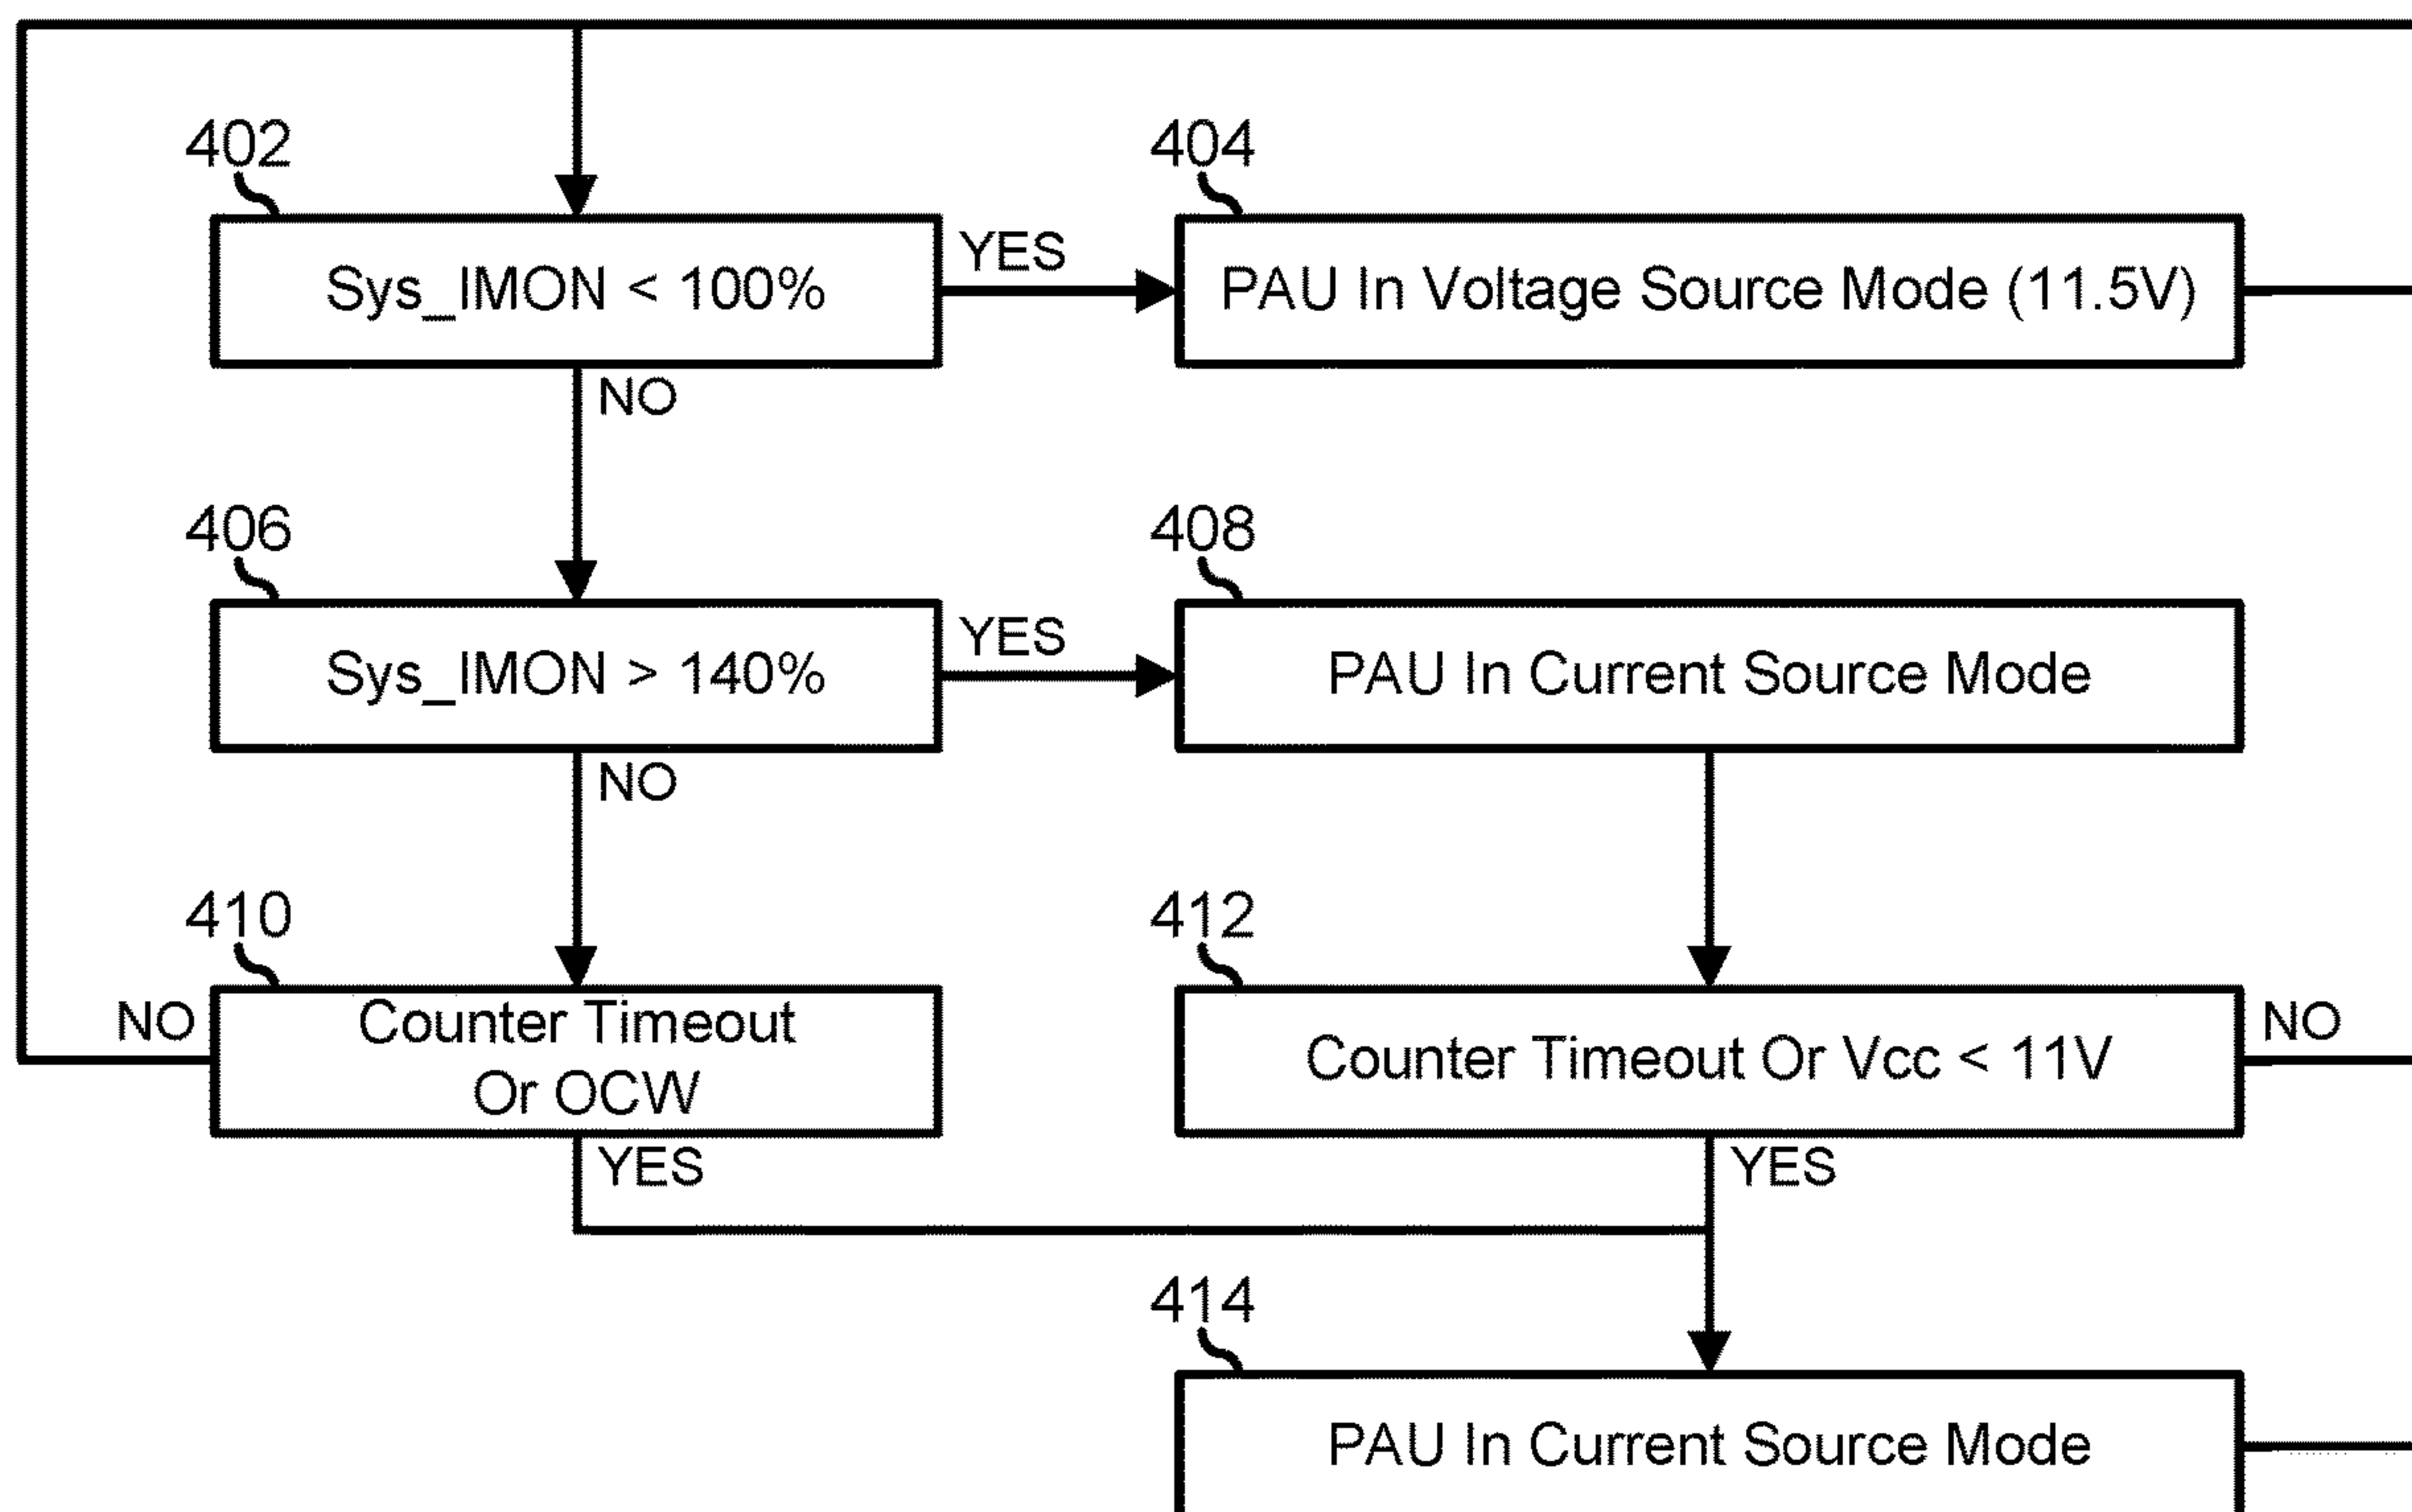 402
404
Sys_IMON < 100%
YES
PAU In Voltage Source Mode (11.5V)
NO
406
408
Sys_IMON > 140%
YES
PAU In Current Source Mode
NO
410
412
NO
Counter Timeout
Or OCW
Counter Timeout Or Vcc < 11V
NO
YES
YES
414
PAU In Current Source Mode